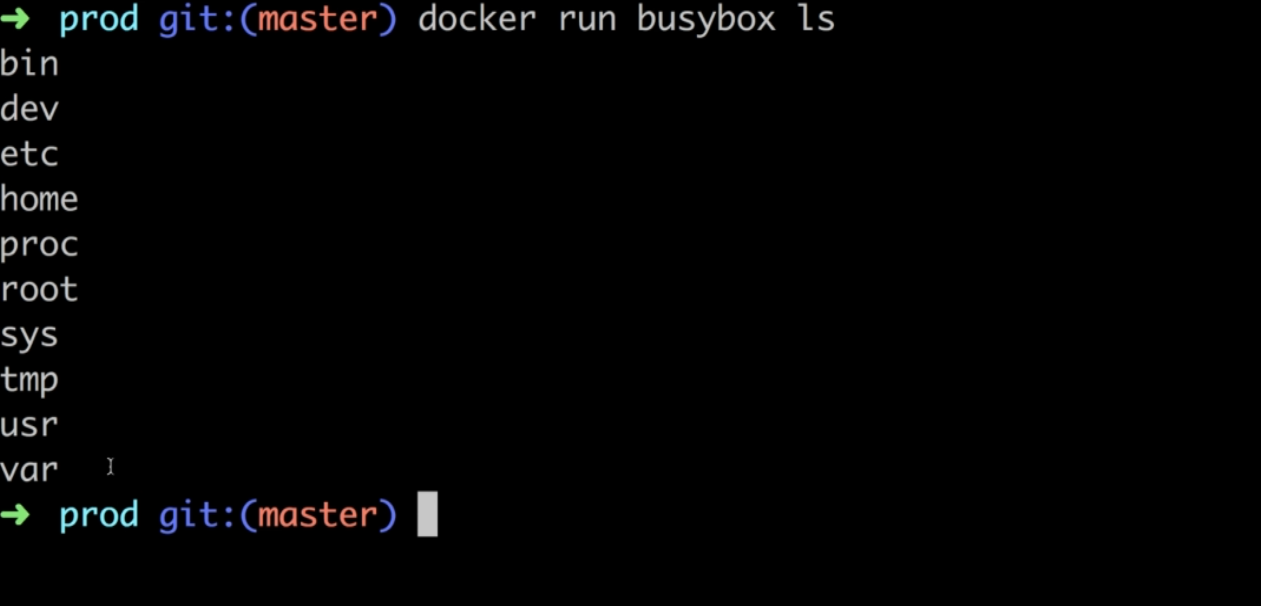 ➜ prod git:(master) docker run busybox ls
bin
dev
etc
home
proc
root
sys
tmp
usr
var
➜ prod git:(master)